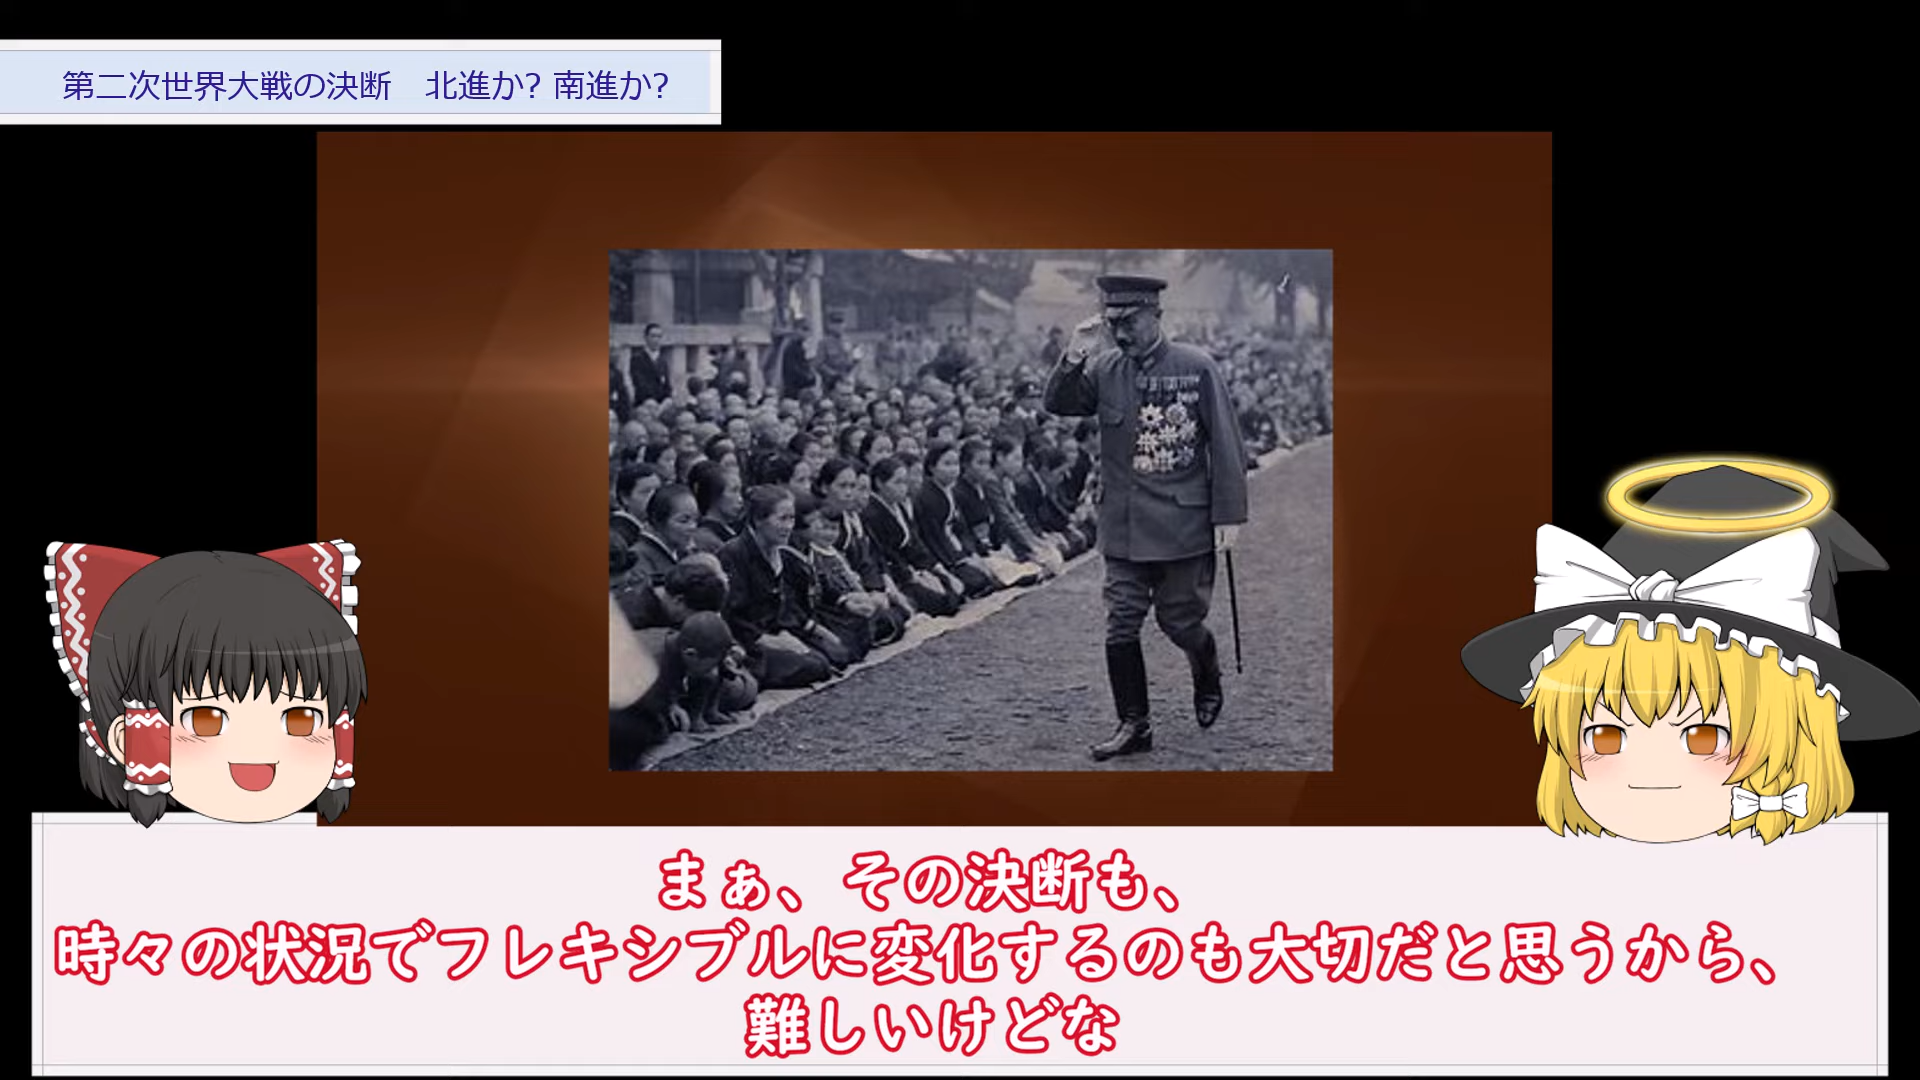 第二次世界大戦の決断　北進か? 南進か?
まぁ、その決断も、
時々の状況でフレキシブルに変化するのも大切だと思うから、
難しいけどな